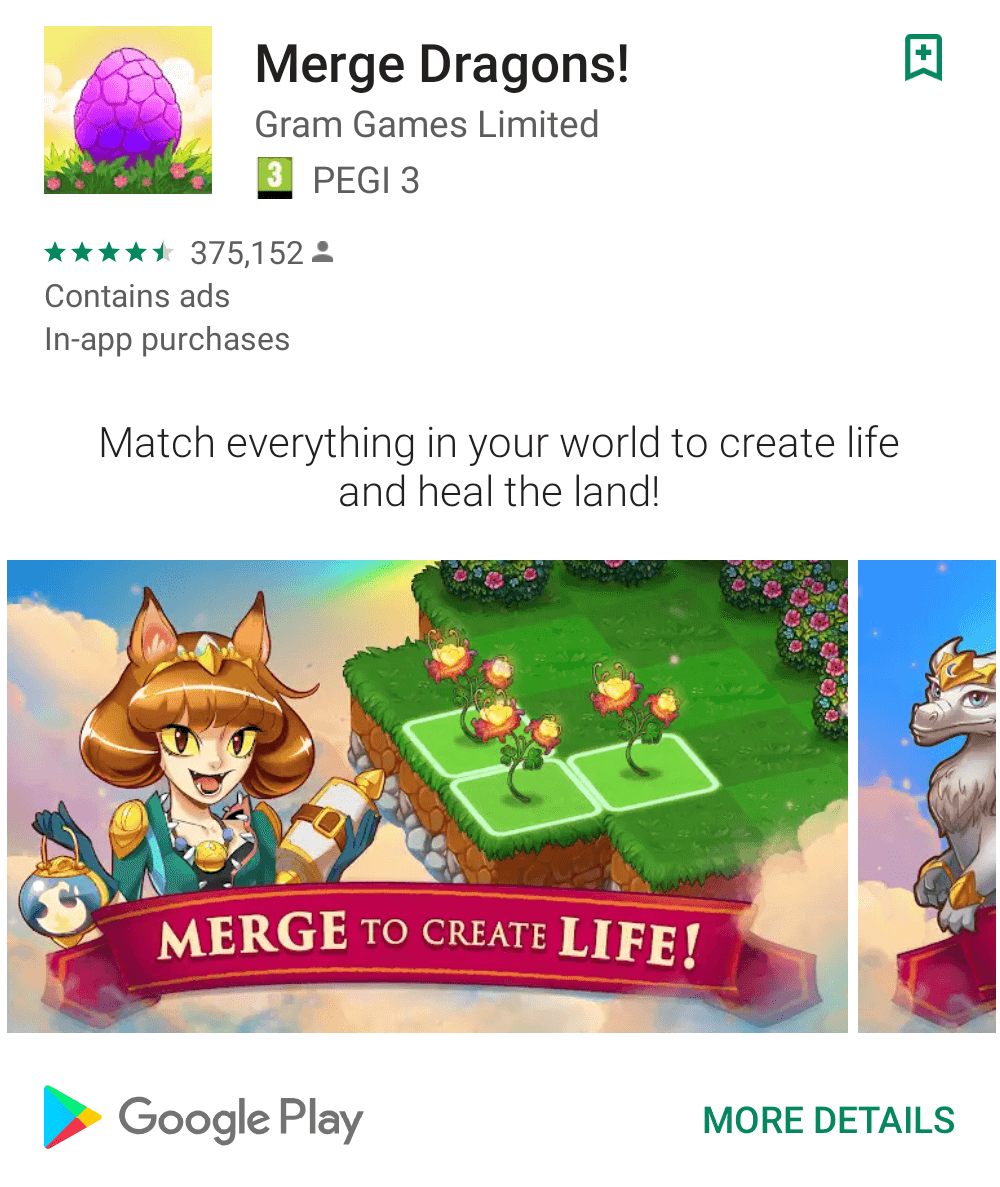 Merge Dragons!
Gram Games Limited
3 PEGI 3
375,152
Contains ads
In-app purchases
Match everything in your world to create life
and heal the land!
MERGE TO CREATE LIFE!
Google Play
MORE DETAILS